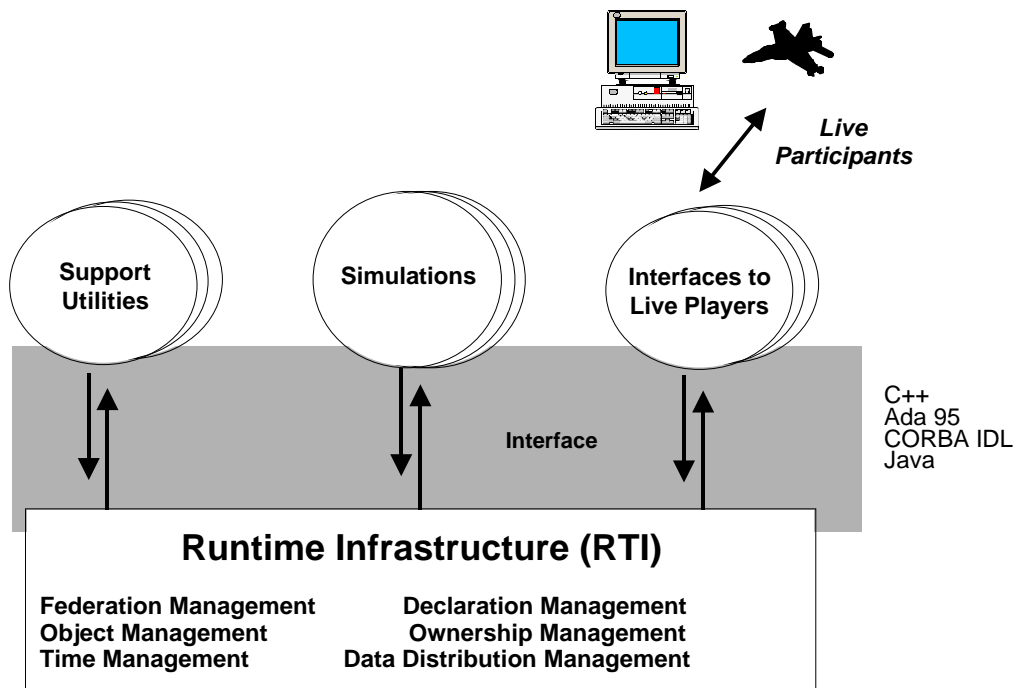 Live
Participants
Support
Utilities
Simulations
Interfaces to
Live Players
Interface
C++
Ada 95
CORBA IDL
Java
Runtime Infrastructure (RTI)
Federation Management
Declaration Management
Object Management
Ownership Management
Time Management
Data Distribution Management